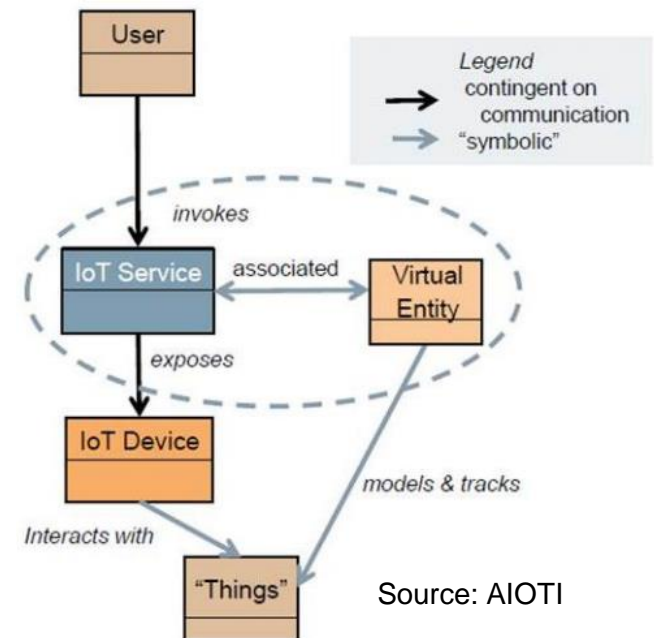 User
Legend
contingent on
communication
"symbolic"
invokes
IoT Service
associated
Virtual
Entity
exposes
IoT Device
models & tracks
Interacts with
"Things"
Source: AIOTI